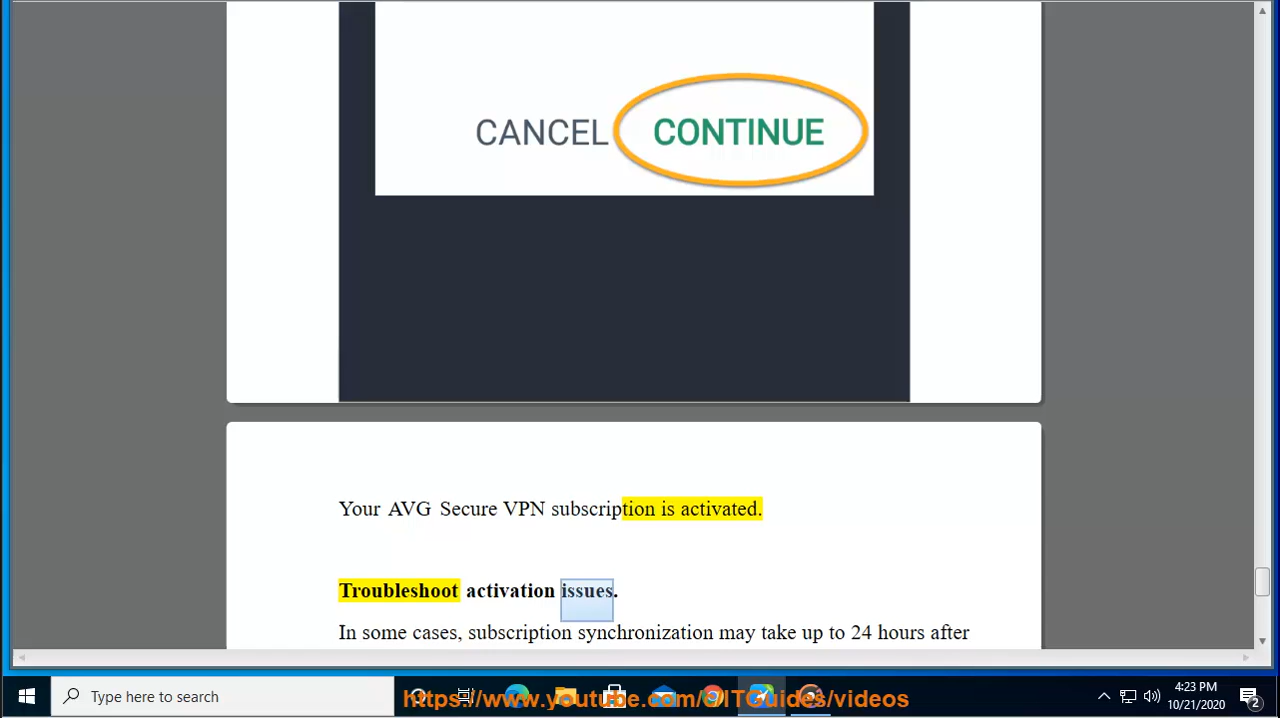 CANCEL CONTINUE
Your AVG Secure VPN subscription is activated.
Troubleshoot activation issues.
In some cases, subscription synchronization may take up to 24 hours after
Type here to search
https://www.youtube.com/c/ITGuides/videos
4:23 PM
10/21/2020
2